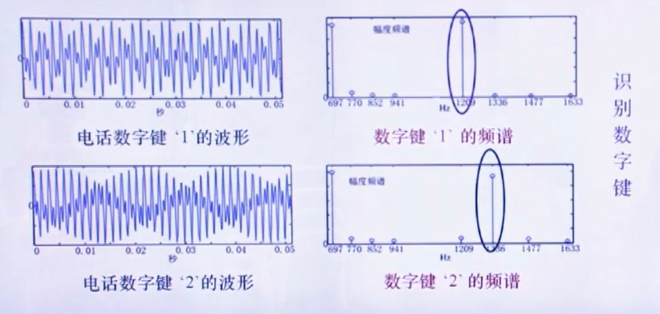 幅度频谱
0
0 0.01 0.02 0.03 0.04 0.05
秒
697 770 852 941 1209 1336 1477 1633
Hz
电话数字键 '1'的波形
数字键 '1' 的频谱
幅度频谱
0
0 0.01 0.02 0.03 0.04 0.05
秒
697 770 852 941 1209 1336 1477 1633
Hz
电话数字键 '2'的波形
数字键 '2' 的频谱
识别数字键